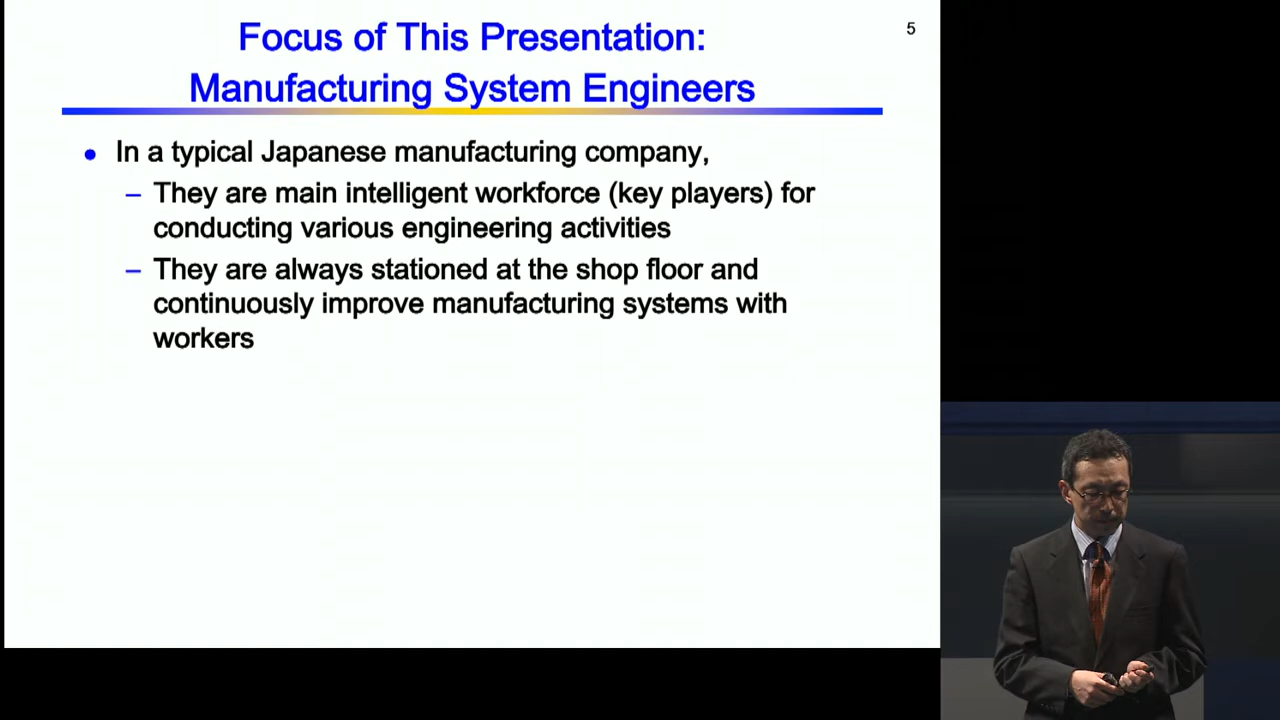 5
Focus of This Presentation:
Manufacturing System Engineers
• In a typical Japanese manufacturing company,
– They are main intelligent workforce (key players) for
conducting various engineering activities
– They are always stationed at the shop floor and
continuously improve manufacturing systems with
workers